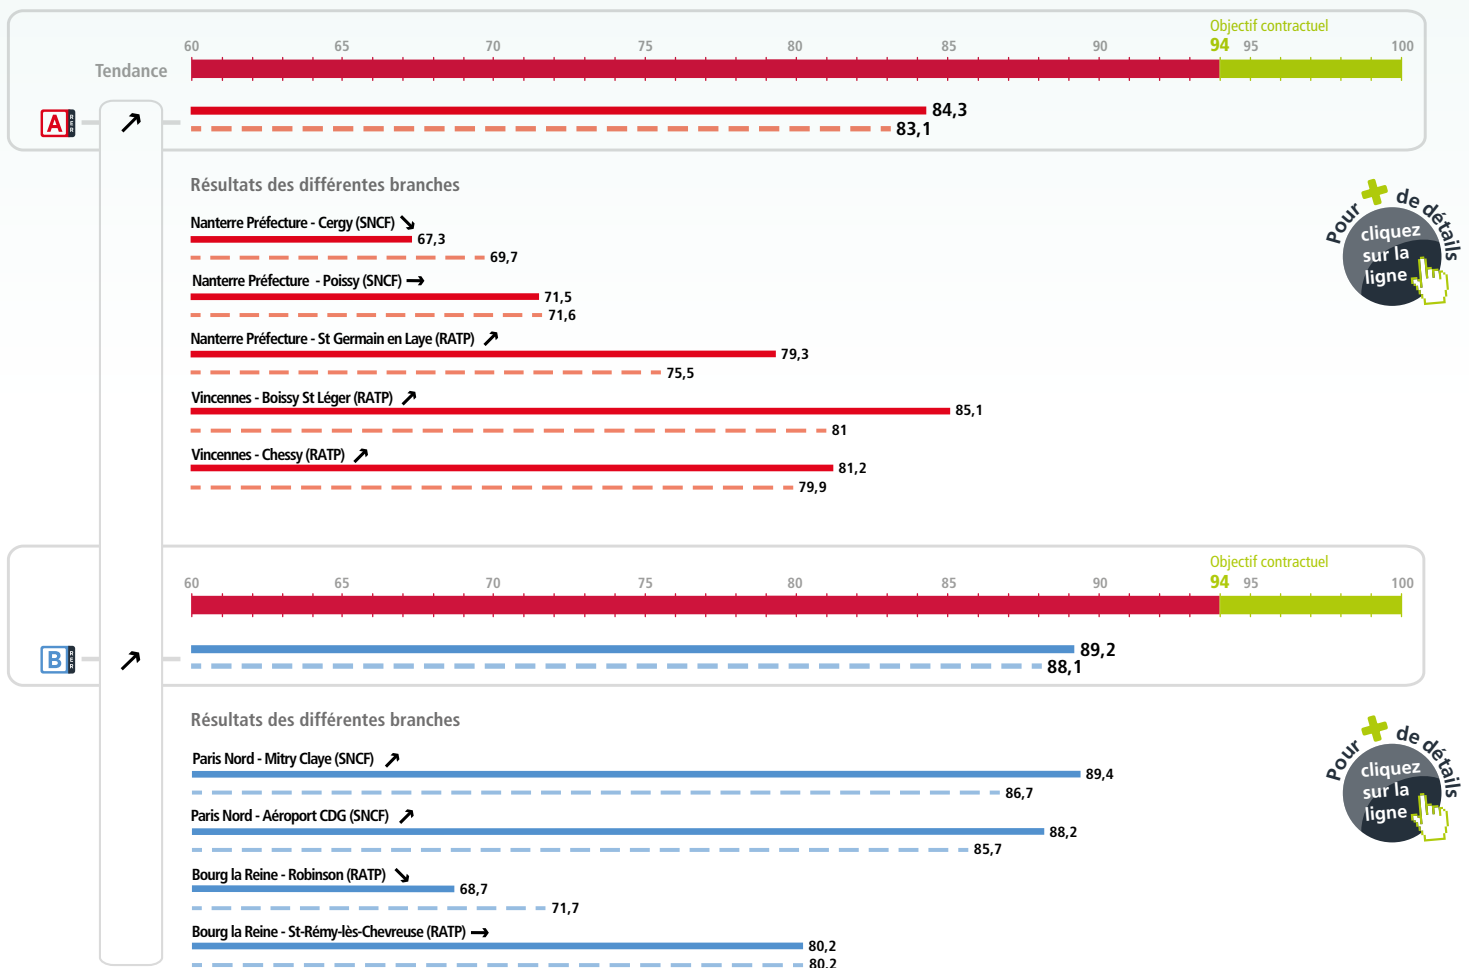 Objectif contractuel
60 65 70 75 80 85 90 94 95 100
Tendance
A RER
84,3
83,1
Résultats des différentes branches
Pour + de détails
cliquez
sur la
ligne
Nanterre Préfecture - Cergy (SNCF)
67,3
69,7
Nanterre Préfecture - Poissy (SNCF)
71,5
71,6
Nanterre Préfecture - St Germain en Laye (RATP)
79,3
75,5
Vincennes - Boissy St Léger (RATP)
85,1
81
Vincennes - Chessy (RATP)
81,2
79,9
Objectif contractuel
60 65 70 75 80 85 90 94 95 100
B RER
89,2
88,1
Résultats des différentes branches
Pour + de détails
cliquez
sur la
ligne
Paris Nord - Mitry Claye (SNCF)
89,4
86,7
Paris Nord - Aéroport CDG (SNCF)
88,2
85,7
Bourg la Reine - Robinson (RATP)
68,7
71,7
Bourg la Reine - St-Rémy-lès-Chevreuse (RATP)
80,2
80,2